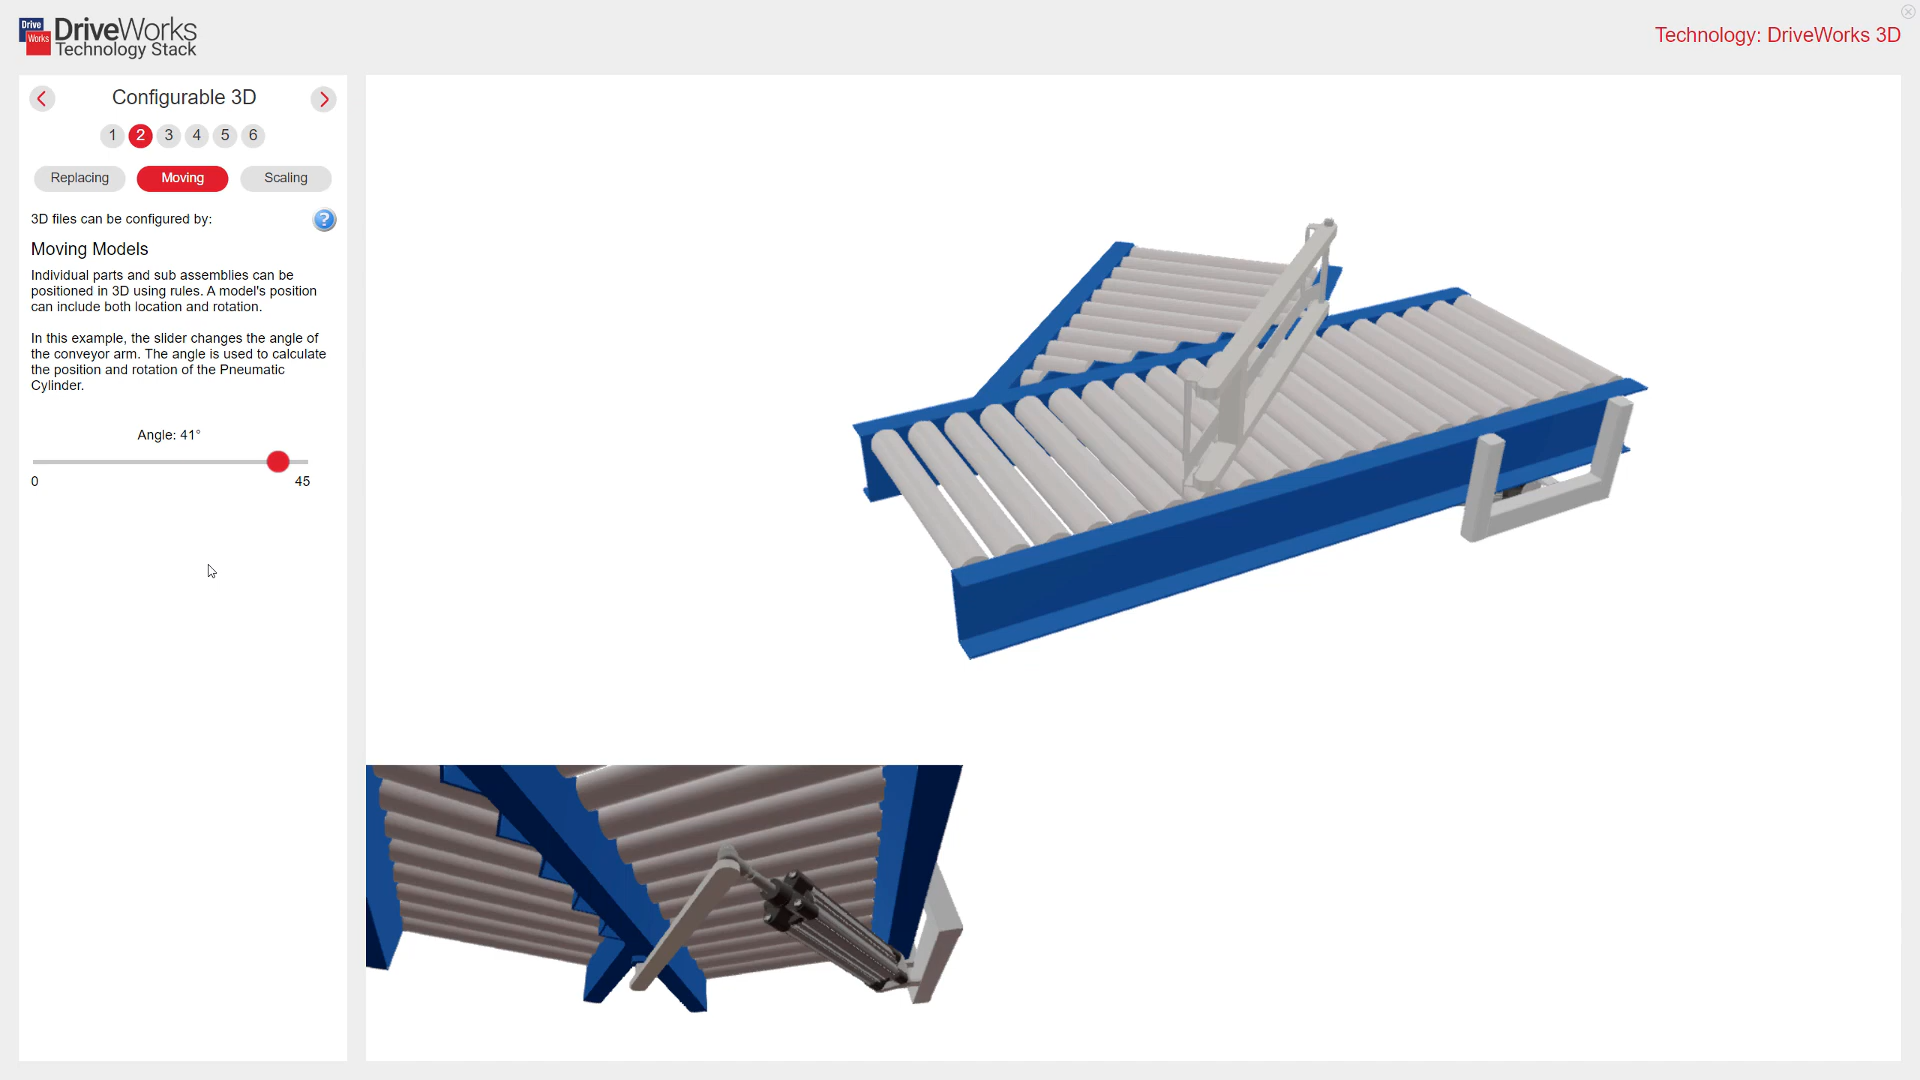 Drive
Works
DriveWorks
Technology Stack
Technology: DriveWorks 3D
Configurable 3D
1 2 3 4 5 6
Replacing Moving Scaling
3D files can be configured by:
?
Moving Models
Individual parts and sub assemblies can be
positioned in 3D using rules. A model's position
can include both location and rotation.
In this example, the slider changes the angle of
the conveyor arm. The angle is used to calculate
the position and rotation of the Pneumatic
Cylinder.
Angle: 41°
0 45